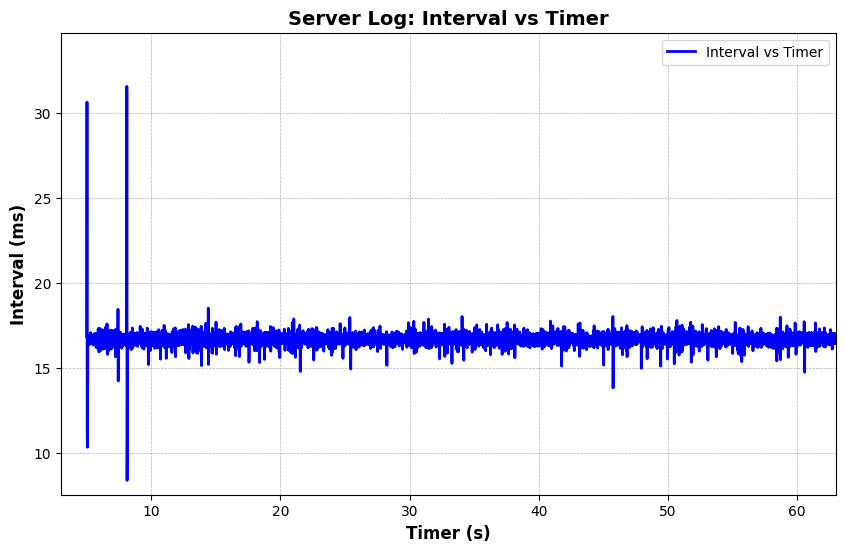 Server Log: Interval vs Timer
Interval vs Timer
Interval (ms)
30
25
20
15
10
10 20 30 40 50 60
Timer (s)